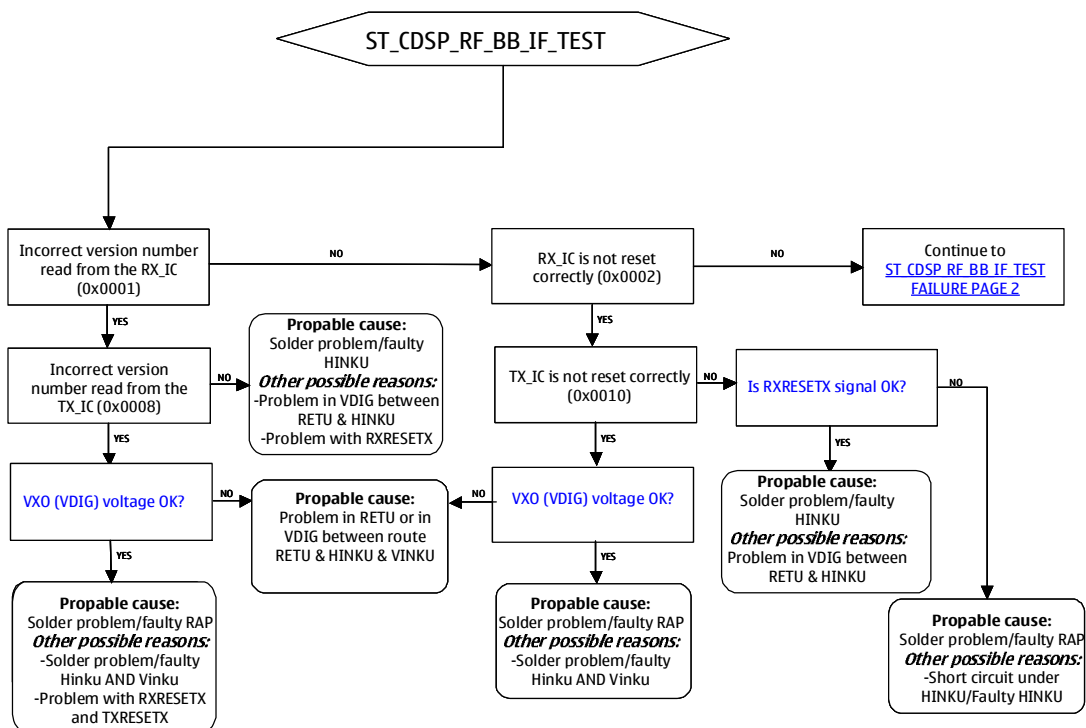 ST_CDSP_RF_BB_IF_TEST
Incorrect version number
read from the RX_IC
(0x0001)
NO
RX_IC is not reset
correctly (0x0002)
NO
Continue to
ST CDSP RF BB IF TEST
FAILURE PAGE 2
YES
YES
Incorrect version
number read from the
TX_IC (0x0008)
NO
Propable cause:
Solder problem/faulty
HINKU
Other possible reasons:
-Problem in VDIG between
RETU & HINKU
-Problem with RXRESETX
TX_IC is not reset correctly
(0x0010)
NO
Is RXRESETX signal OK?
NO
YES
YES
YES
VXO (VDIG) voltage OK?
NO
Propable cause:
Problem in RETU or in
VDIG between route
RETU & HINKU & VINKU
NO
VXO (VDIG) voltage OK?
Propable cause:
Solder problem/faulty
HINKU
Other possible reasons:
Problem in VDIG between
RETU & HINKU
YES
YES
Propable cause:
Solder problem/faulty RAP
Other possible reasons:
-Solder problem/faulty
Hinku AND Vinku
-Problem with RXRESETX
and TXRESETX
Propable cause:
Solder problem/faulty RAP
Other possible reasons:
-Solder problem/faulty
Hinku AND Vinku
Propable cause:
Solder problem/faulty RAP
Other possible reasons:
-Short circuit under
HINKU/Faulty HINKU